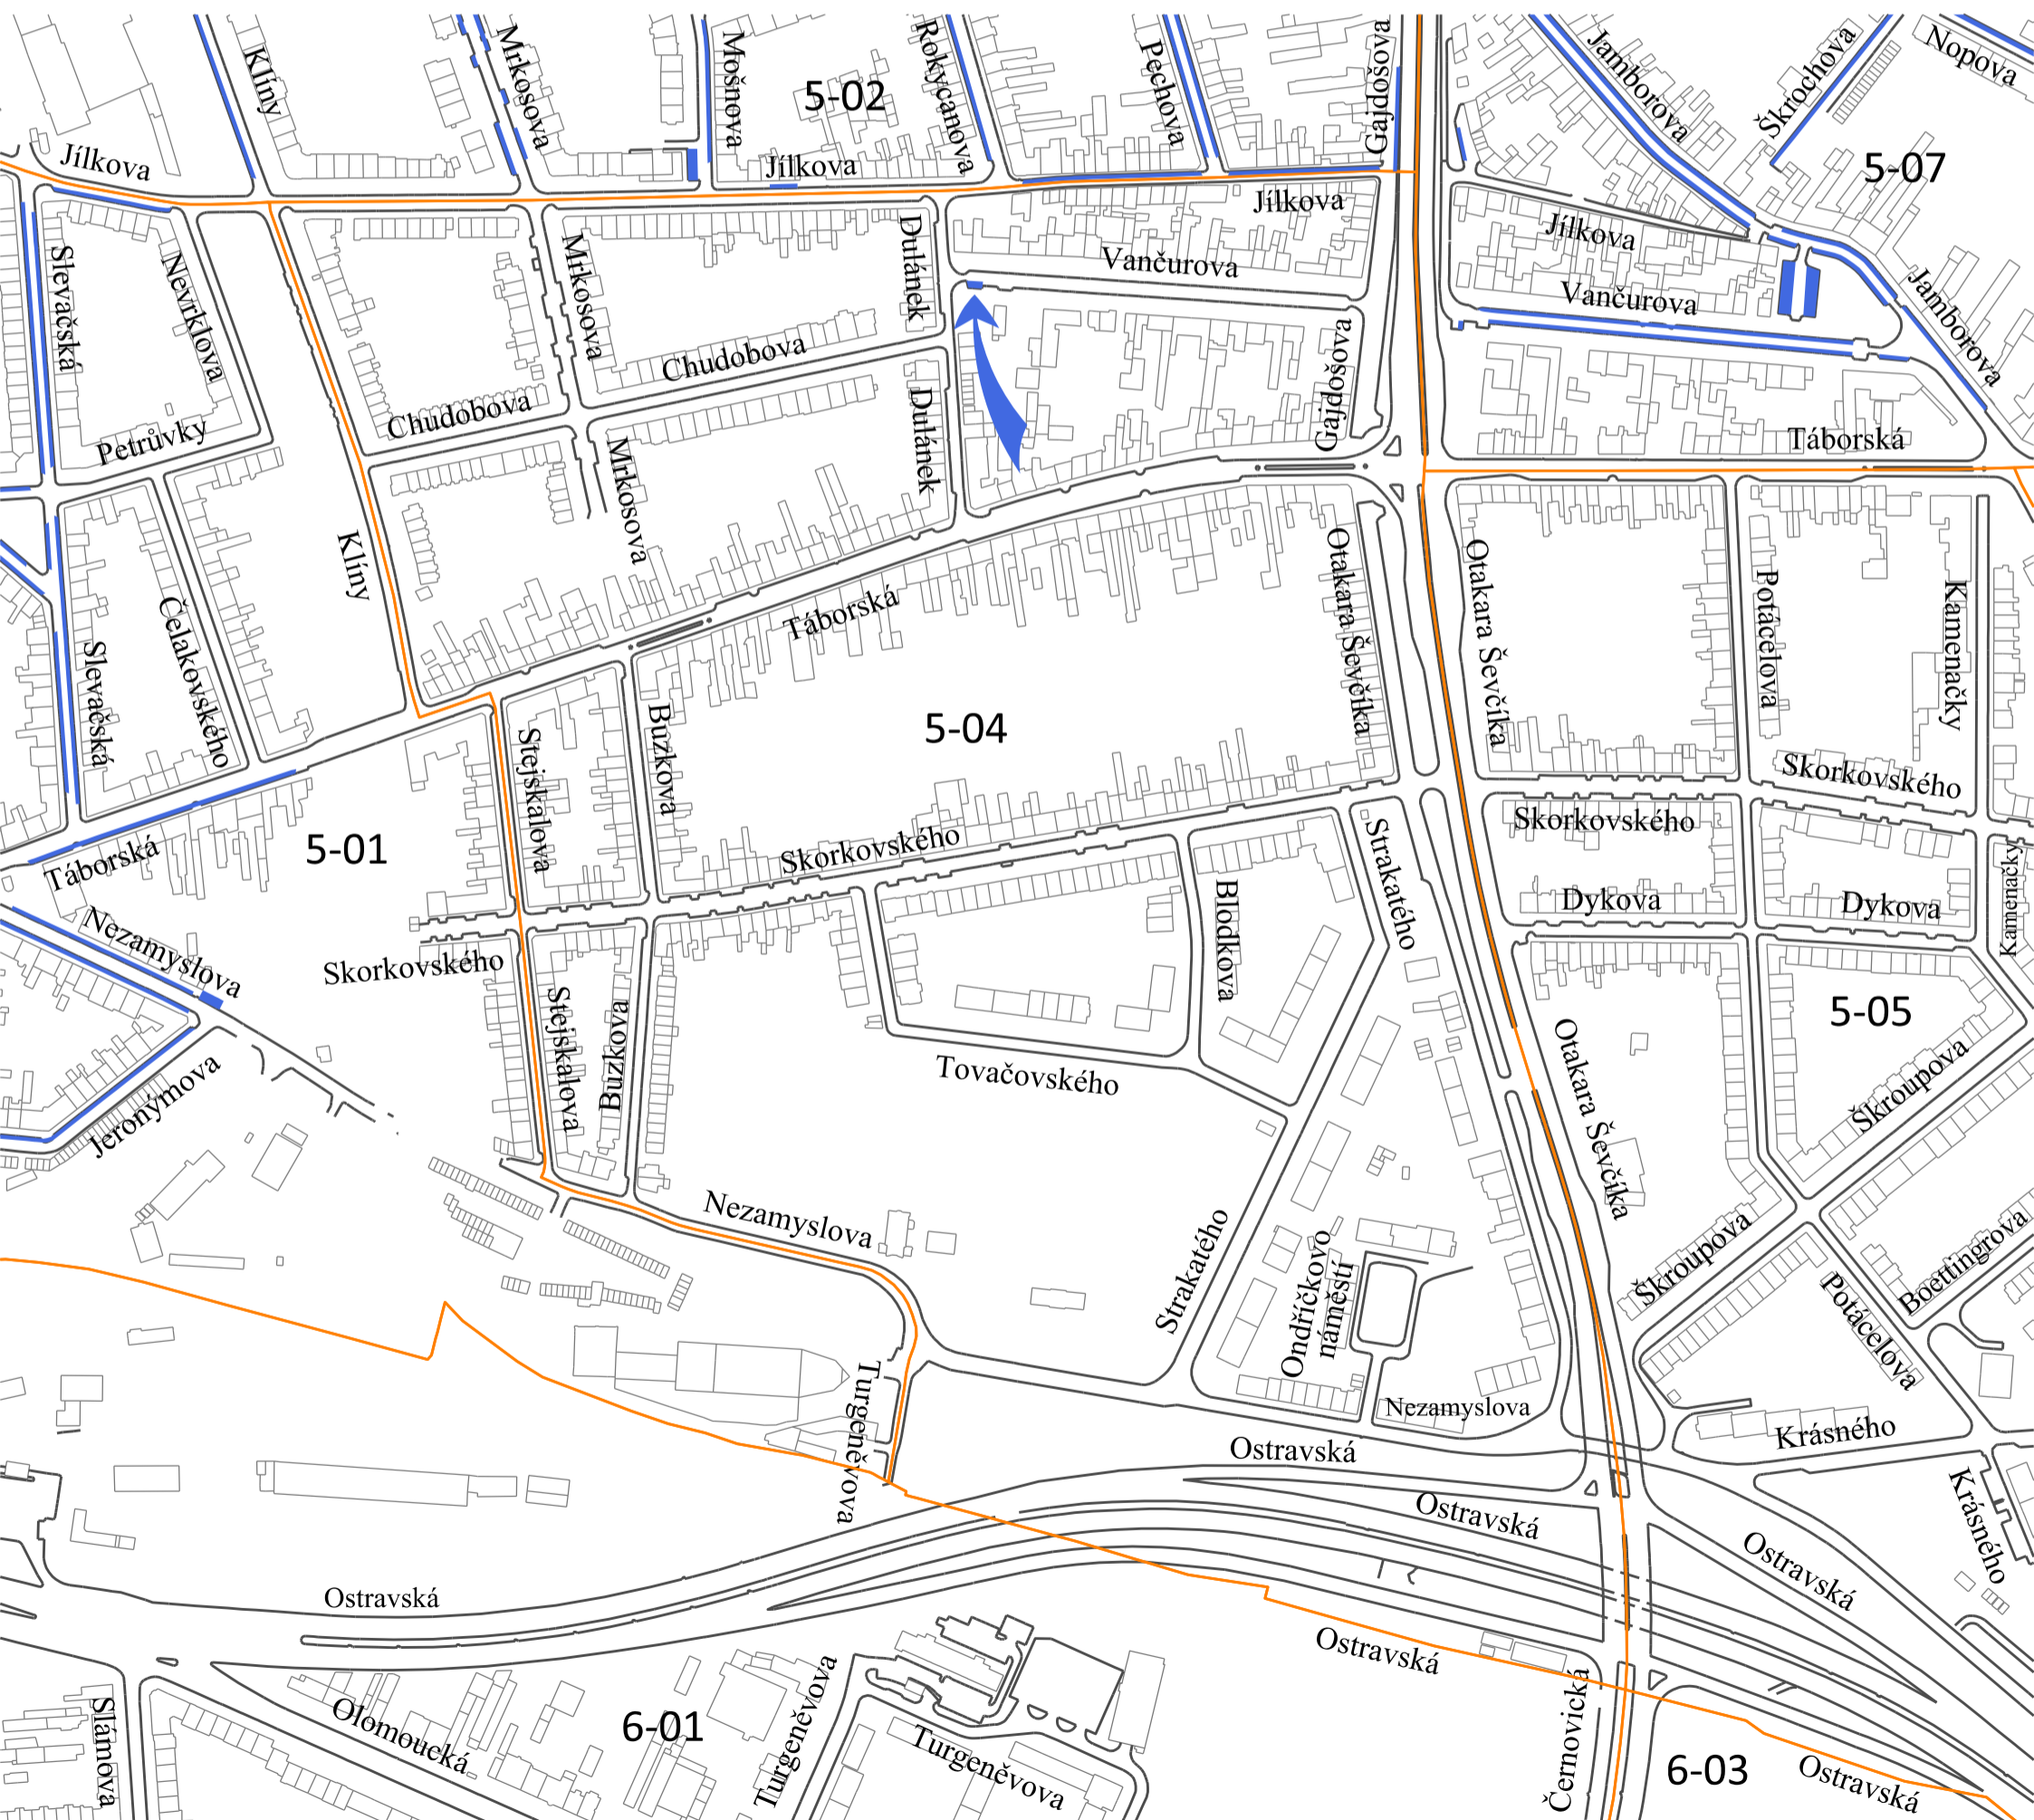 Klíny
Mrkosova
Mošnova
5-02
Rokycanova
Pechova
Gajdošova
Jamborova
Škrochova
Nopova
Jílkova
Jílkova
5-07
Jílkova
Jílkova
Slevačská
Nevrklova
Mrkosova
Dulánek
Vančurova
Vančurova
Jamborova
Chudobova
Gajdošova
Chudobova
Petrůvky
Mrkosova
Dulánek
Táborská
Klíny
Otakara Ševčíka
Otakara Ševčíka
Potácelova
Kamenačky
Táborská
Čelakovského
Slevačská
Stejskalova
Buzkova
5-04
Skorkovského
Skorkovského
Táborská
5-01
Skorkovského
Strakatého
Kamenačky
Dykova
Dykova
Blodkova
Nezamyslova
Skorkovského
Stejskalova
Buzkova
5-05
Tovačovského
Otakara Ševčíka
Škroupova
Jeronýmova
Nezamyslova
Strakatého
Ondříčkovo
náměstí
Škroupova
Boettingrova
Potácelova
Turgeněvova
Nezamyslova
Krásného
Ostravská
Ostravská
Krásného
Ostravská
Ostravská
Ostravská
Slámova
Olomoucká
6-01
Turgeněvova
Turgeněvova
Černovická
6-03
Ostravská